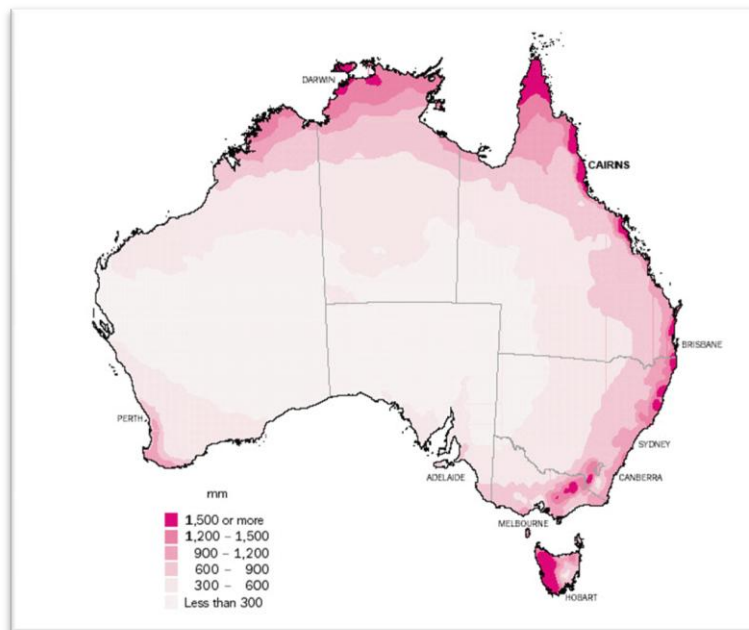 DARWIN
CAIRINS
BRISBANE
PERTH
SYDNEY
ADELAIDE
CANBERRA
MELBOURNE
HOBART
mm
1,500 or more
1,200 – 1,500
900 – 1,200
600 – 900
300 – 600
Less than 300